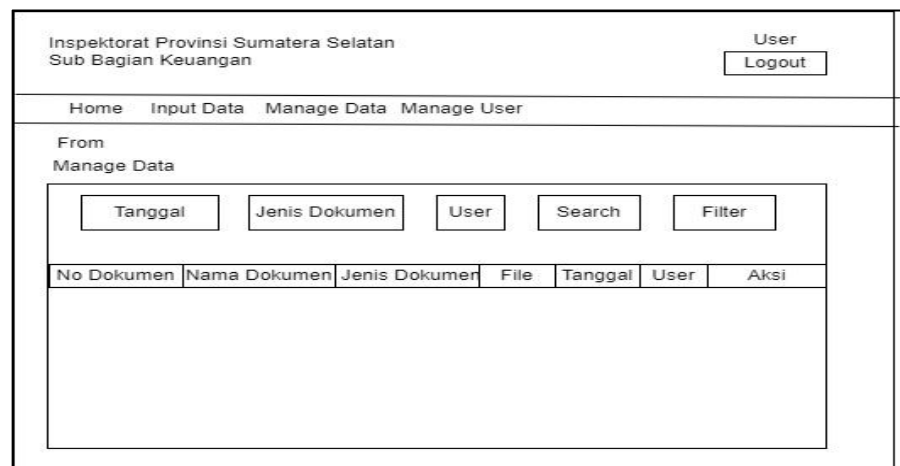 Inspektorat Provinsi Sumatera Selatan
Sub Bagian Keuangan
User
Logout
Home Input Data Manage Data Manage User
From
Manage Data
Tanggal Jenis Dokumen User Search Filter
No Dokumen Nama Dokumen Jenis Dokumen File Tanggal User Aksi